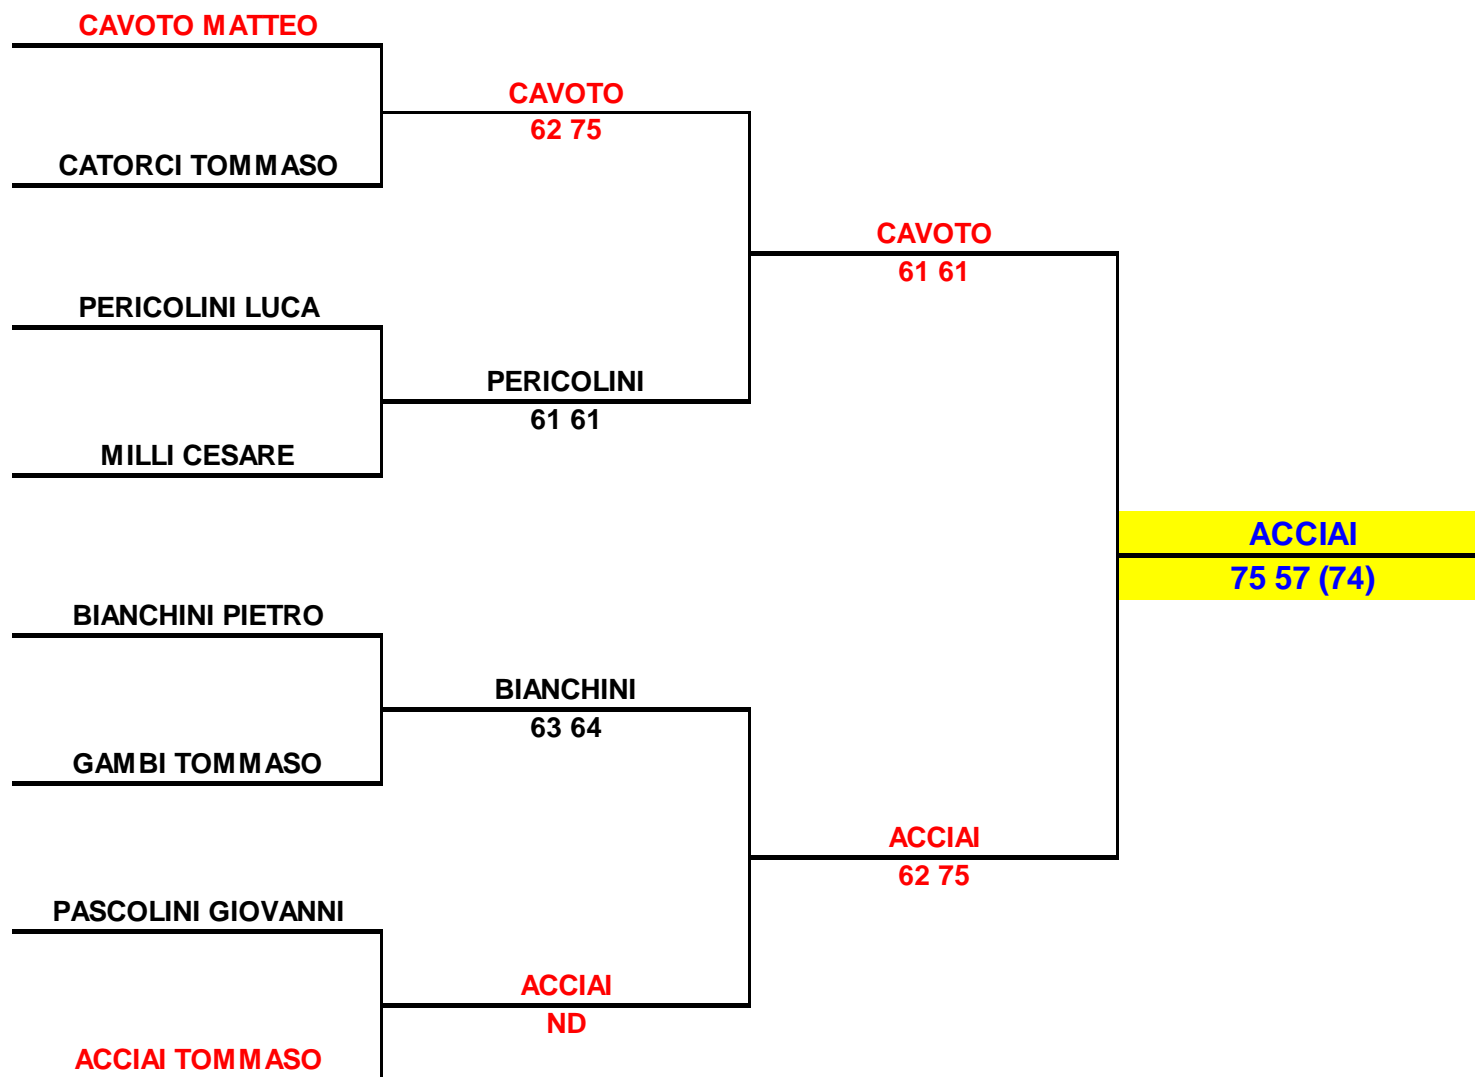 CAVOTO MATTEO
CAVOTO
62 75
CATORCI TOMMASO
CAVOTO
61 61
PERICOLINI LUCA
PERICOLINI
61 61
MILLI CESARE
ACCIAI
75 57 (74)
BIANCHINI PIETRO
BIANCHINI
63 64
GAMBI TOMMASO
ACCIAI
62 75
PASCOLINI GIOVANNI
ACCIAI
ND
ACCIAI TOMMASO